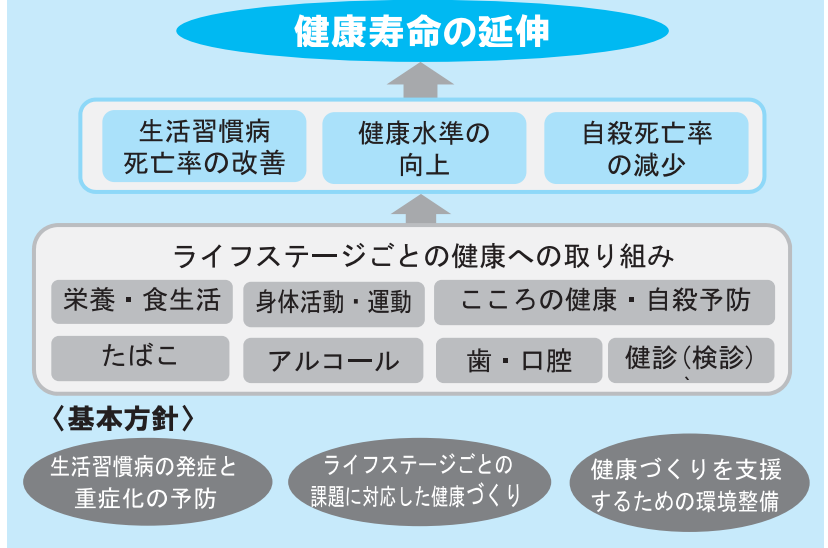 健康寿命の延伸
生活習慣病
死亡率の改善
健康水準の
向上
自殺死亡率
の減少
ライフステージごとの健康への取り組み
栄養・食生活
身体活動・運動
こころの健康・自殺予防
たばこ
アルコール
歯・口腔
健診(検診)
〈基本方針〉
生活習慣病の発症と
重症化の予防
ライフステージごとの
課題に対応した健康づくり
健康づくりを支援
するための環境整備